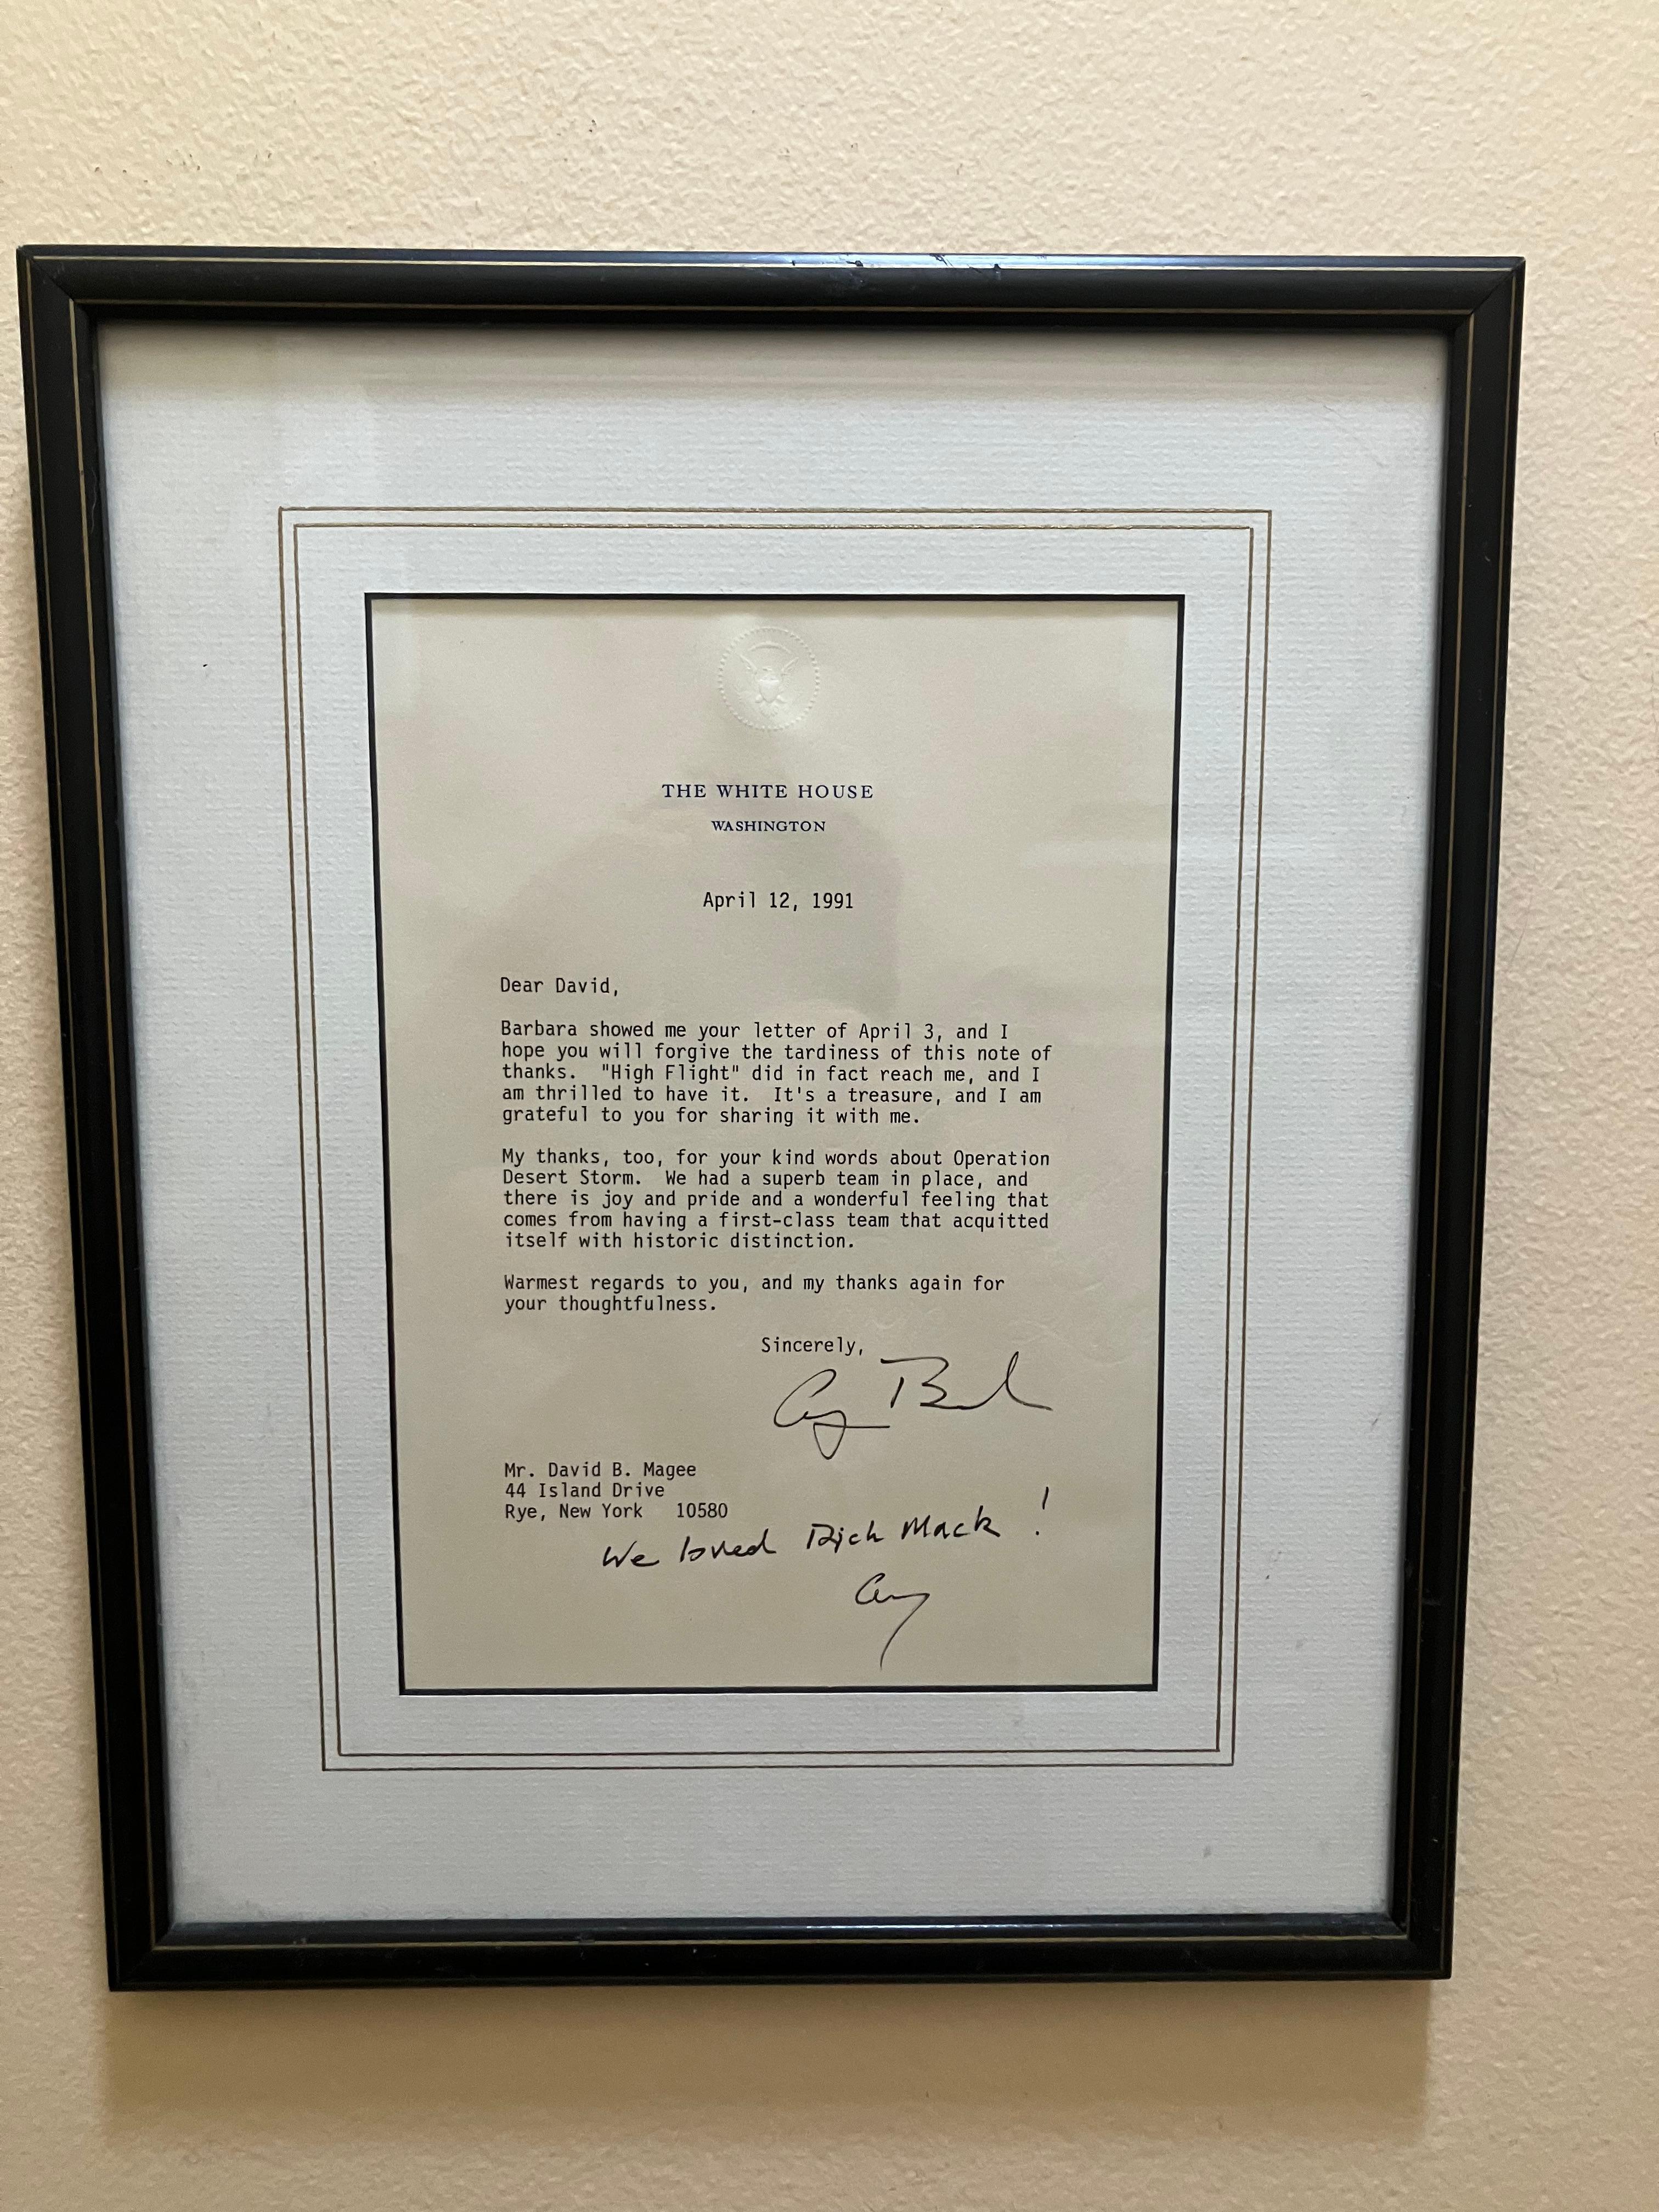 THE WHITE HOUSE
WASHINGTON
April 12, 1991
Dear David,
Barbara showed me your letter of April 3, and I
hope you will forgive the tardiness of this note of
thanks. "High Flight" did in fact reach me, and I
am thrilled to have it. It's a treasure, and I am
grateful to you for sharing it with me.
My thanks, too, for your kind words about Operation
Desert Storm. We had a superb team in place, and
there is joy and pride and a wonderful feeling that
comes from having a first-class team that acquitted
itself with historic distinction.
Warmest regards to you, and my thanks again for
your thoughtfulness.
Sincerely,
Mr. David B. Magee
44 Island Drive
Rye, New York 10580
We loved Rich Mack!